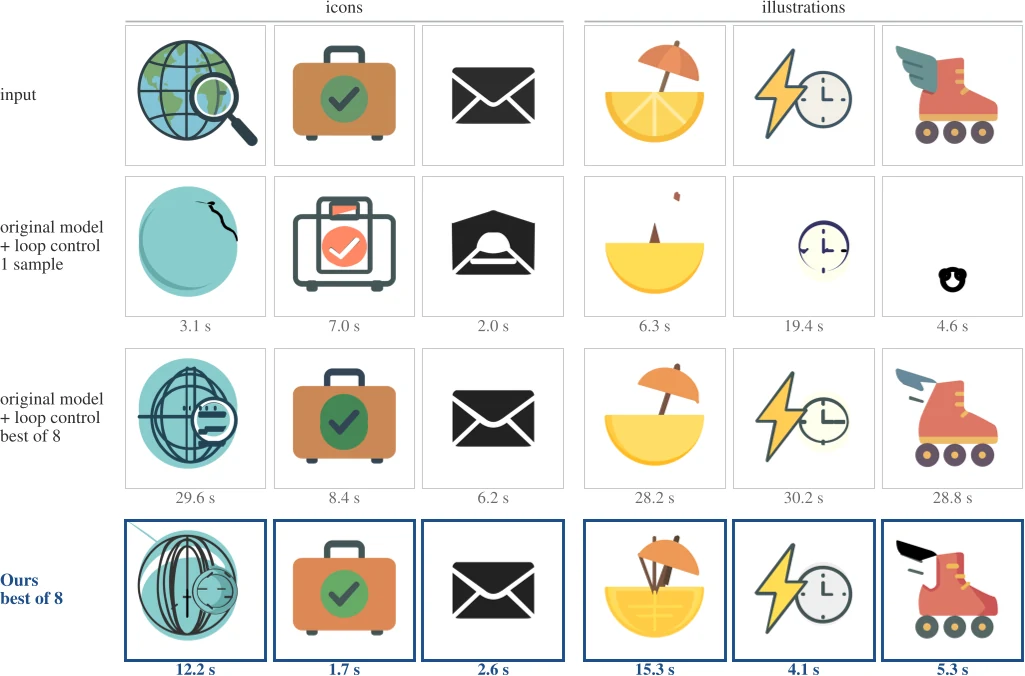 icons
illustrations
input
original model
+ loop control
1 sample
3.1 s
7.0 s
2.0 s
6.3 s
19.4 s
4.6 s
original model
+ loop control
best of 8
29.6 s
8.4 s
6.2 s
28.2 s
30.2 s
28.8 s
Ours
best of 8
12.2 s
1.7 s
2.6 s
15.3 s
4.1 s
5.3 s